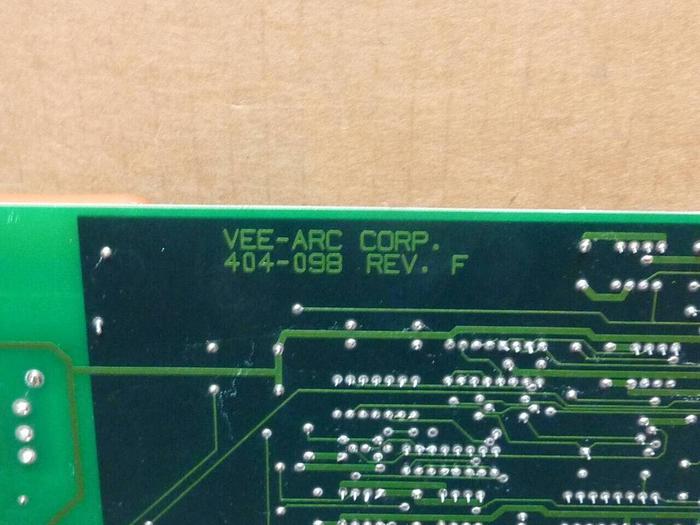 VEE-ARC CORP.
404-098 REV. F